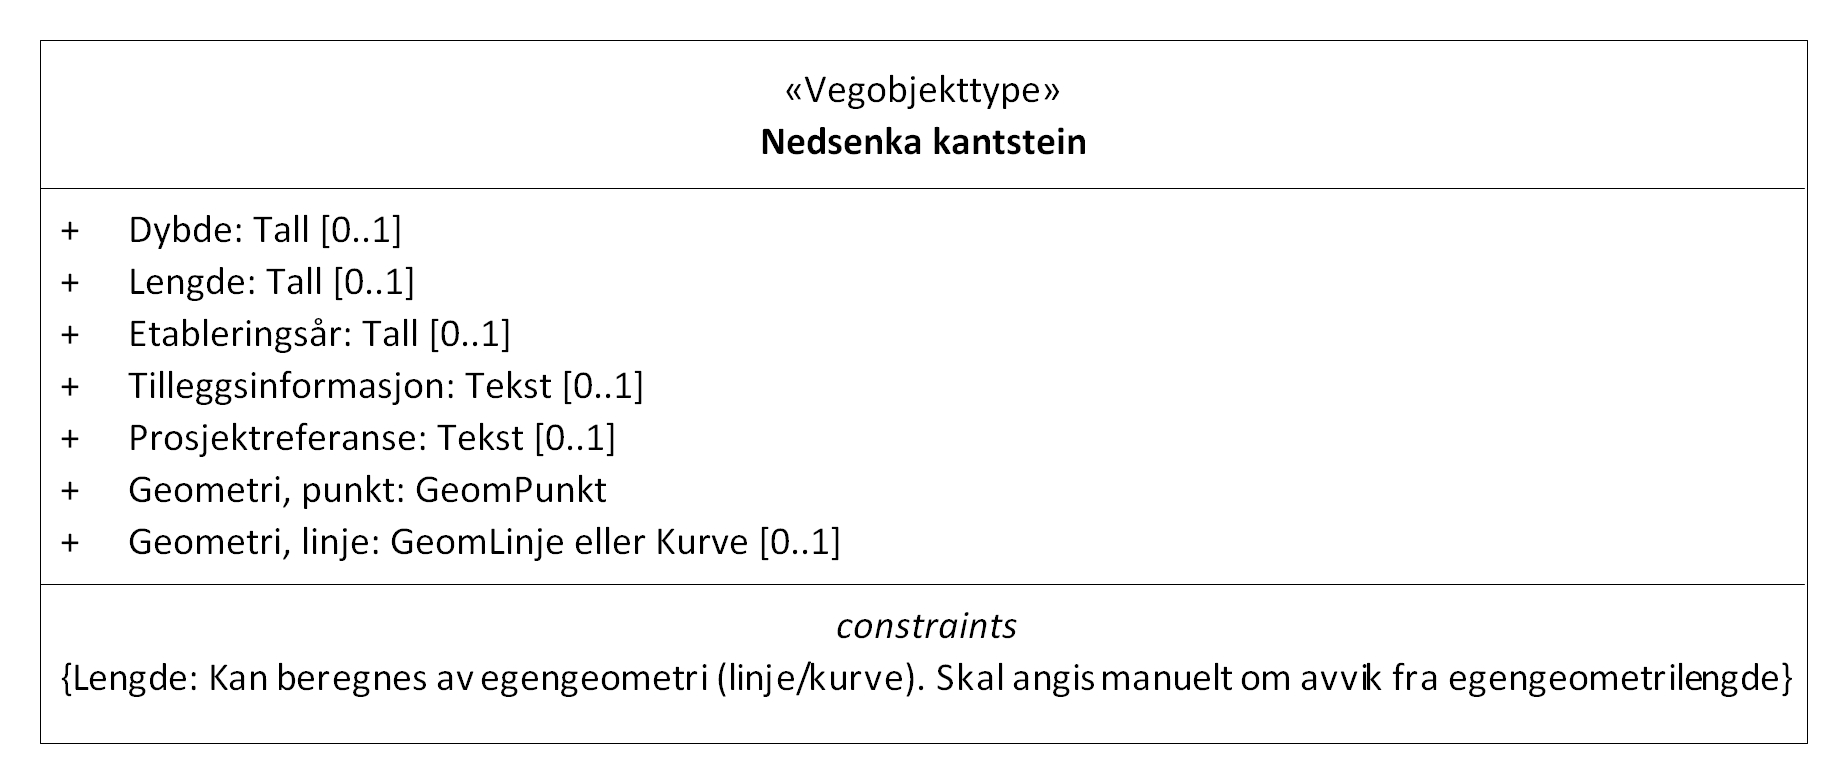 «Vegobjekttype»
Nedsenka kantstein
+ Dybde: Tall [0..1]
+ Lengde: Tall [0..1]
+ Etableringsår: Tall [0..1]
+ Tilleggsinformasjon: Tekst [0..1]
+ Prosjektreferanse: Tekst [0..1]
+ Geometri, punkt: GeomPunkt
+ Geometri, linje: GeomLinje eller Kurve [0..1]
constraints
{Lengde: Kan beregnes av egengeometri (linje/kurve). Skal angis manuelt om avvik fra egengeometrilengde}